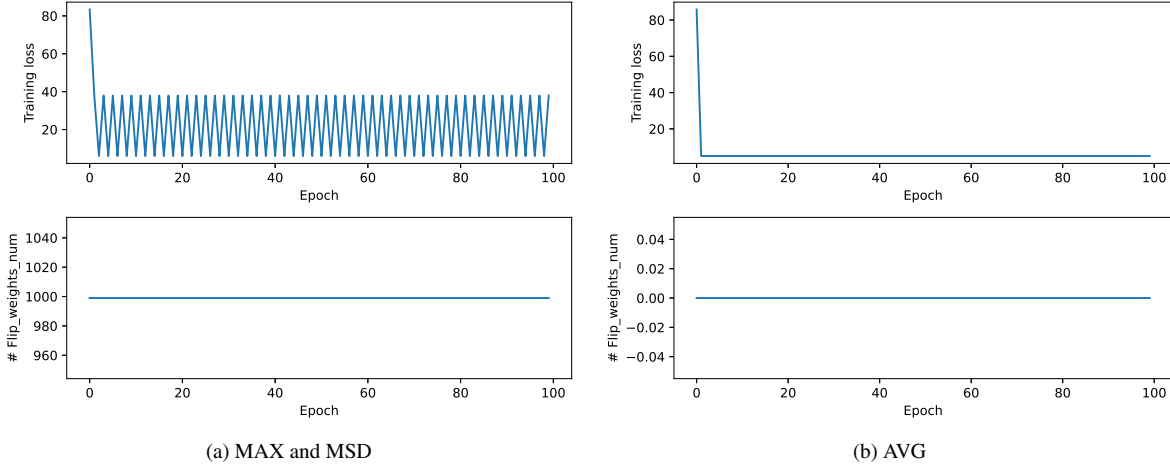 Training loss
80
60
40
20
0 20 40 60 80 100
Epoch
# Flip_weights_num
1040
1020
1000
980
960
0 20 40 60 80 100
Epoch
(a) MAX and MSD
Training loss
80
60
40
20
0 20 40 60 80 100
Epoch
# Flip_weights_num
0.04
0.02
0.00
−0.02
−0.04
0 20 40 60 80 100
Epoch
(b) AVG